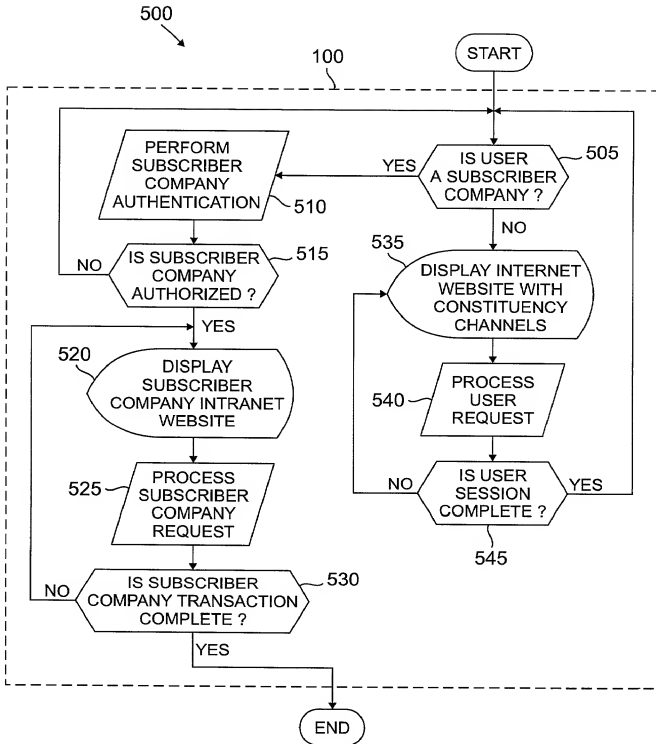 500
START
100
IS USER
A SUBSCRIBER
COMPANY ?
505
YES
NO
PERFORM
SUBSCRIBER
COMPANY
AUTHENTICATION
510
IS SUBSCRIBER
COMPANY
AUTHORIZED ?
515
NO
YES
520
DISPLAY
SUBSCRIBER
COMPANY INTRANET
WEBSITE
525
PROCESS
SUBSCRIBER
COMPANY
REQUEST
IS SUBSCRIBER
COMPANY TRANSACTION
COMPLETE ?
530
NO
YES
535
DISPLAY INTERNET
WEBSITE WITH
CONSTITUENCY
CHANNELS
540
PROCESS
USER
REQUEST
NO
IS USER
SESSION
COMPLETE ?
YES
545
END